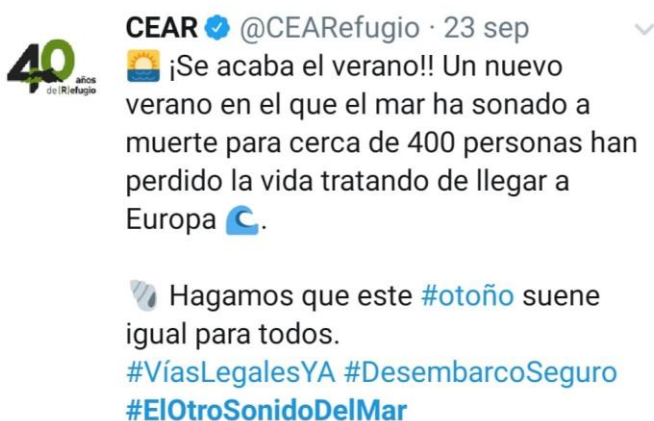 CEAR @CEARefugio · 23 sep
40 años
de [R]efugio
🌅 ¡Se acaba el verano!! Un nuevo
verano en el que el mar ha sonado a
muerte para cerca de 400 personas han
perdido la vida tratando de llegar a
Europa 🌊.
🐚 Hagamos que este #otoño suene
igual para todos.
#VíasLegalesYA #DesembarcoSeguro
#ElOtroSonidoDelMar